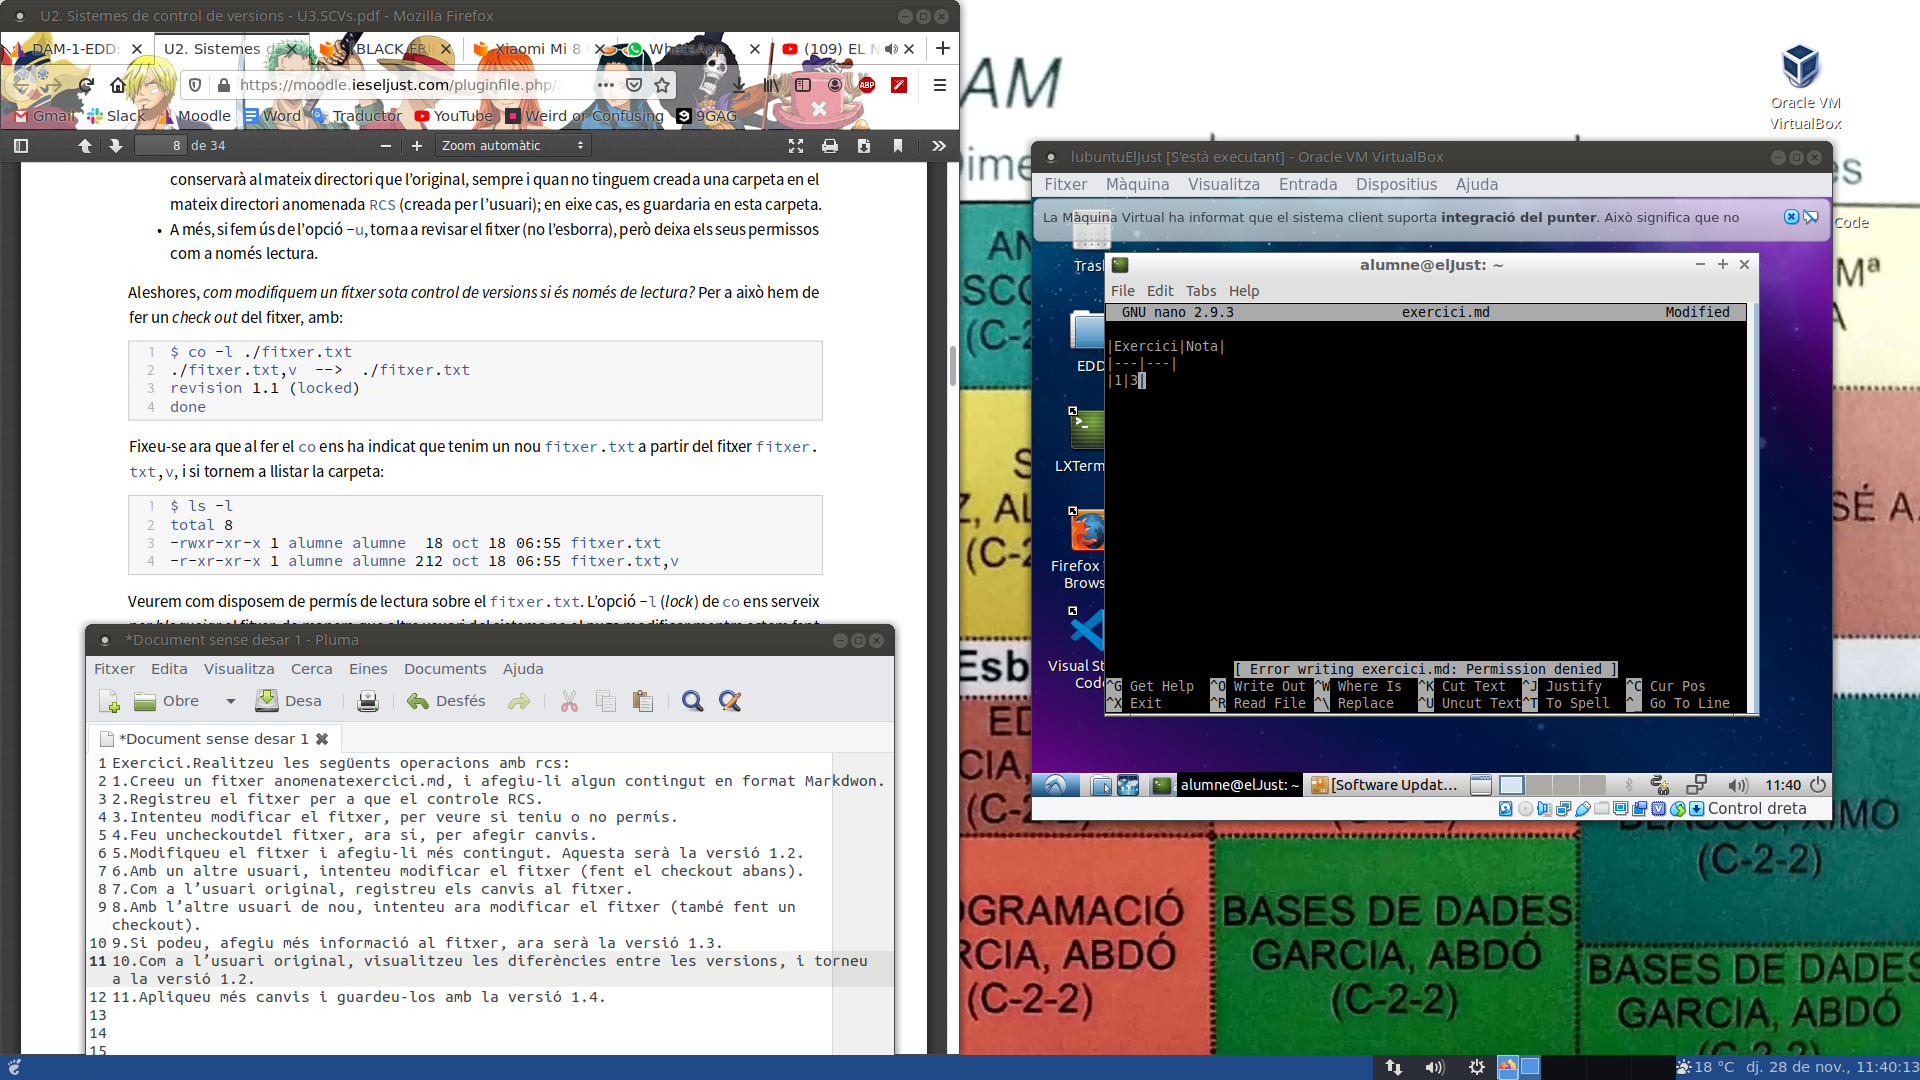 U2. Sistemes de control de versions - U3.SCVs.pdf - Mozilla Firefox
DAM-1-EDD:
U2. Sistemes d
BLACK FRI
Xiaomi Mi 8
WhatsApp
(109) EL N
https://moodle.ieseljust.com/pluginfile.php/
ABP
Gmail
Slack
Moodle
Word
Traductor
YouTube
Weird or Confusing
9GAG
8 de 34
Zoom automàtic
conservarà al mateix directori que l'original, sempre i quan no tinguem creada una carpeta en el
mateix directori anomenada RCS (creada per l'usuari); en eixe cas, es guardaria en esta carpeta.
• A més, si fem ús de l'opció -u, torna a revisar el fitxer (no l'esborra), però deixa els seus permissos
com a només lectura.
Aleshores, com modifiquem un fitxer sota control de versions si és només de lectura? Per a això hem de
fer un check out del fitxer, amb:
1 $ co -l ./fitxer.txt
2 ./fitxer.txt,v --> ./fitxer.txt
3 revision 1.1 (locked)
4 done
Fixeu-se ara que al fer el co ens ha indicat que tenim un nou fitxer.txt a partir del fitxer fitxer.
txt,v, i si tornem a llistar la carpeta:
1 $ ls -l
2 total 8
3 -rwxr-xr-x 1 alumne alumne 18 oct 18 06:55 fitxer.txt
4 -r-xr-xr-x 1 alumne alumne 212 oct 18 06:55 fitxer.txt,v
Veurem com disposem de permís de lectura sobre el fitxer.txt. L'opció -l (lock) de co ens serveix
*Document sense desar 1 - Pluma
Fitxer Edita Visualitza Cerca Eines Documents Ajuda
Obre
Desa
Desfés
*Document sense desar 1
1 Exercici.Realitzeu les següents operacions amb rcs:
2 1.Creeu un fitxer anomenatexercici.md, i afegiu-li algun contingut en format Markdwon.
3 2.Registreu el fitxer per a que el controle RCS.
4 3.Intenteu modificar el fitxer, per veure si teniu o no permís.
5 4.Feu uncheckoutdel fitxer, ara sí, per afegir canvis.
6 5.Modifiqueu el fitxer i afegiu-li més contingut. Aquesta serà la versió 1.2.
7 6.Amb un altre usuari, intenteu modificar el fitxer (fent el checkout abans).
8 7.Com a l'usuari original, registreu els canvis al fitxer.
9 8.Amb l'altre usuari de nou, intenteu ara modificar el fitxer (també fent un
checkout).
10 9.Si podeu, afegiu més informació al fitxer, ara serà la versió 1.3.
11 10.Com a l'usuari original, visualitzeu les diferències entre les versions, i torneu
a la versió 1.2.
12 11.Apliqueu més canvis i guardeu-los amb la versió 1.4.
13
14
15
AM
Oracle VM
VirtualBox
Code
lubuntuElJust [S'està executant] - Oracle VM VirtualBox
Fitxer Màquina Visualitza Entrada Dispositius Ajuda
La Màquina Virtual ha informat que el sistema client suporta integració del punter. Això significa que no
Trash
EDD
LXTerm
Firefox
Brows
Visual St
Code
alumne@elJust: ~
File Edit Tabs Help
GNU nano 2.9.3 exercici.md Modified
|Exercici|Nota|
|---|---|
|1|3|
[ Error writing exercici.md: Permission denied ]
^G Get Help ^O Write Out ^W Where Is ^K Cut Text ^J Justify ^C Cur Pos
^X Exit ^R Read File ^\ Replace ^U Uncut Text ^T To Spell ^_ Go To Line
alumne@elJust: ~
[Software Updat...
11:40
Control dreta
Esb
PROGRAMACIÓ
GARCIA, ABDÓ
(C-2-2)
BASES DE DADES
GARCIA, ABDÓ
(C-2-2)
(C-2-2)
BASES DE DADES
GARCIA, ABDÓ
18 °C
dj. 28 de nov., 11:40:13